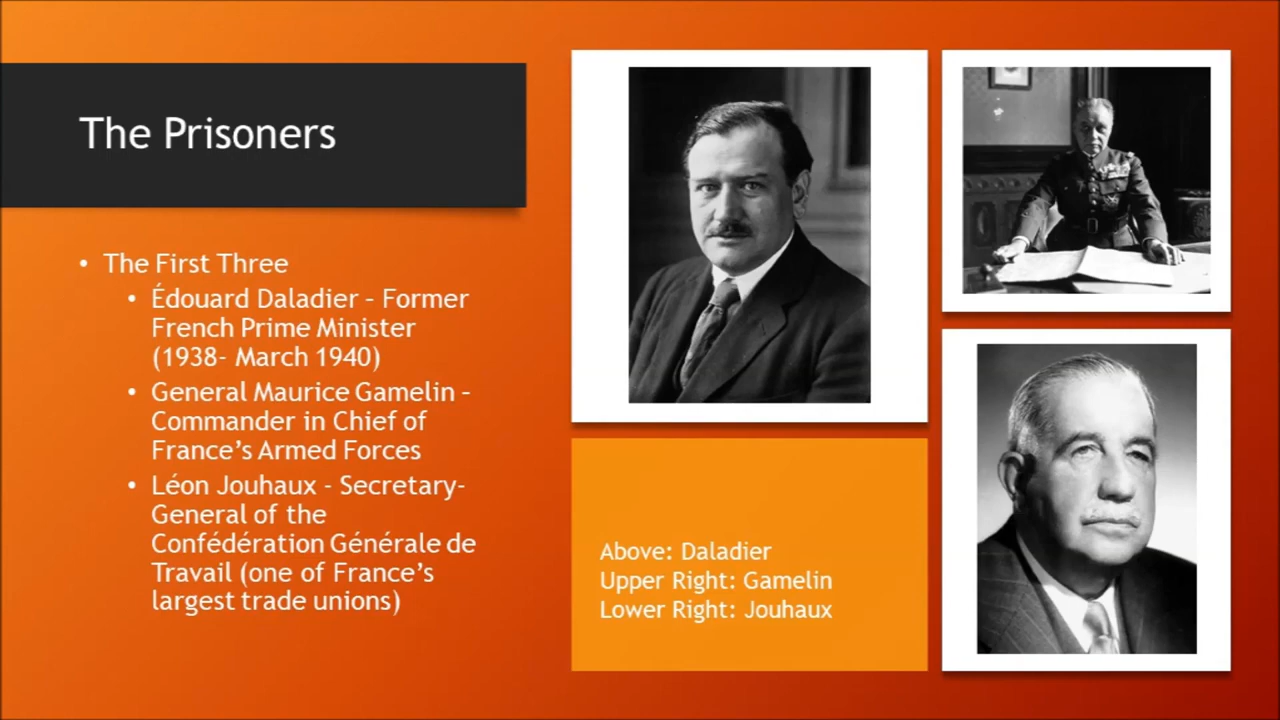 The Prisoners
• The First Three
• Édouard Daladier – Former
French Prime Minister
(1938- March 1940)
• General Maurice Gamelin –
Commander in Chief of
France's Armed Forces
• Léon Jouhaux - Secretary-
General of the
Confédération Générale de
Travail (one of France's
largest trade unions)
Above: Daladier
Upper Right: Gamelin
Lower Right: Jouhaux